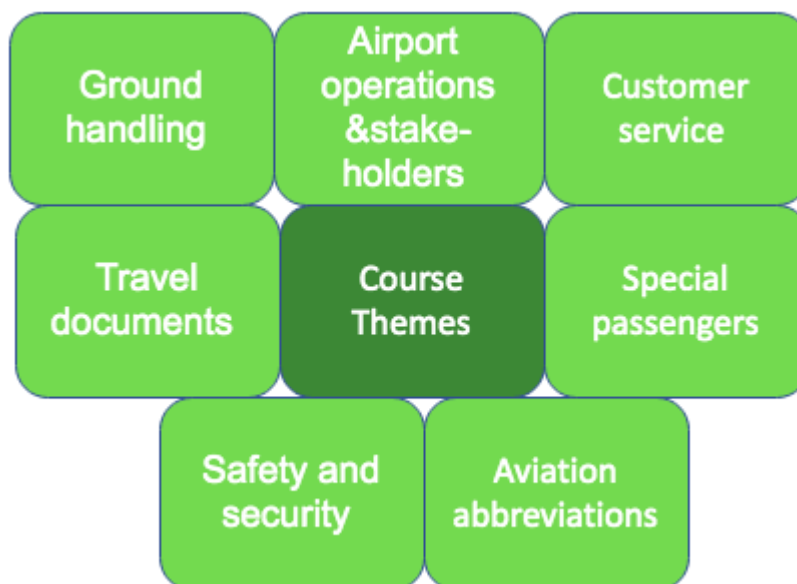 Ground
handling
Airport
operations
&stake-
holders
Customer
service
Travel
documents
Course
Themes
Special
passengers
Safety and
security
Aviation
abbreviations